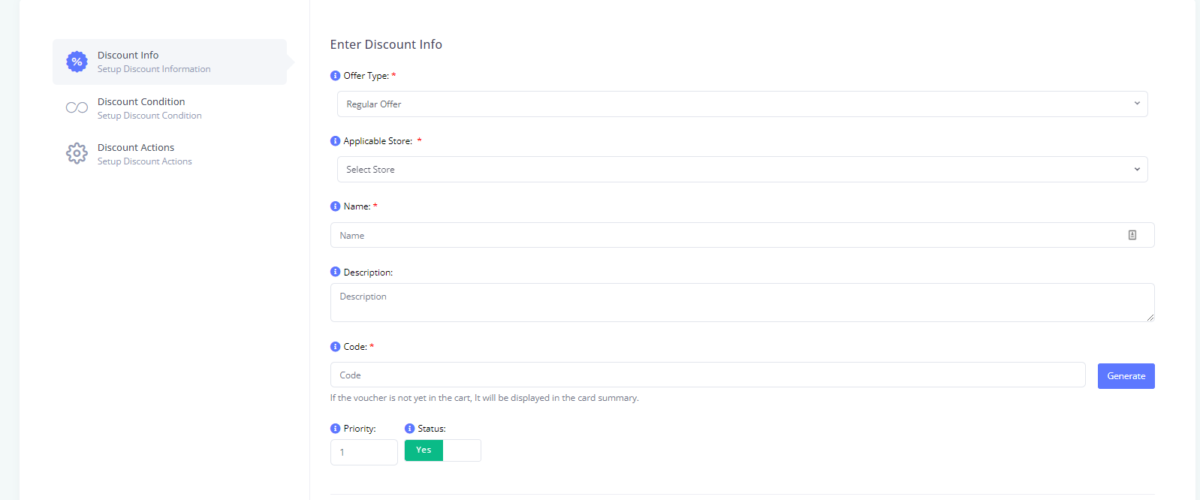 Discount Info
Setup Discount Information
Discount Condition
Setup Discount Condition
Discount Actions
Setup Discount Actions
Enter Discount Info
Offer Type: *
Regular Offer
Applicable Store: *
Select Store
Name: *
Name
Description:
Description
Code: *
Code
Generate
If the voucher is not yet in the cart, It will be displayed in the card summary.
Priority: Status:
1 Yes